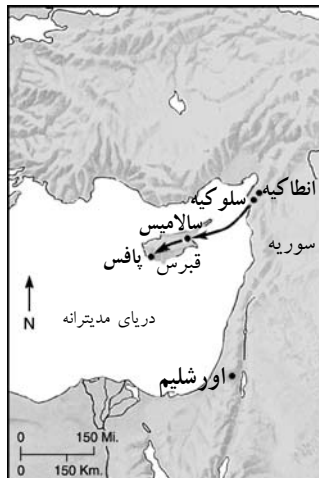 انطاکیه
سلوکیه
سالامیس
سوریه
پافس
قبرس
N
دریای مدیترانه
اورشلیم
0 150 Mi.
0 150 Km.